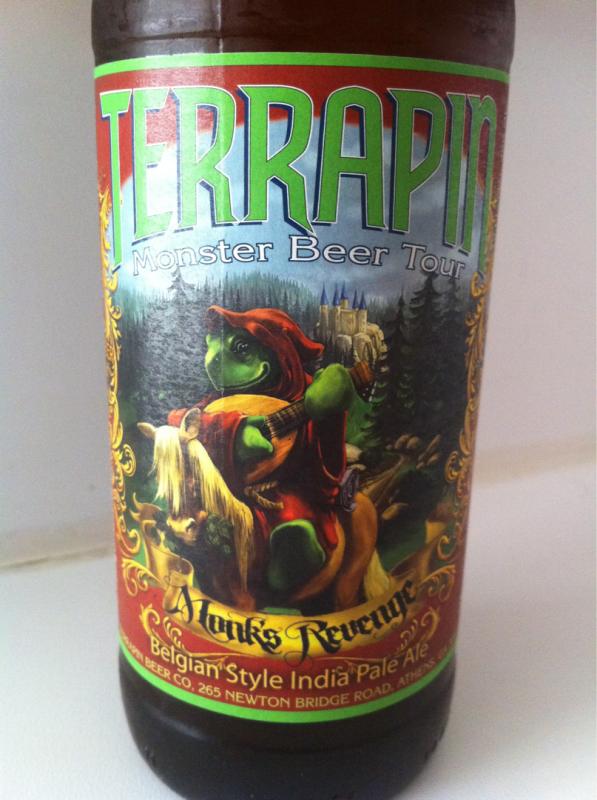 TERRAPIN
Monster Beer Tour
Monk's Revenge
Belgian Style India Pale Ale
BEER CO, 265 NEWTON BRIDGE ROAD, ATHENS,